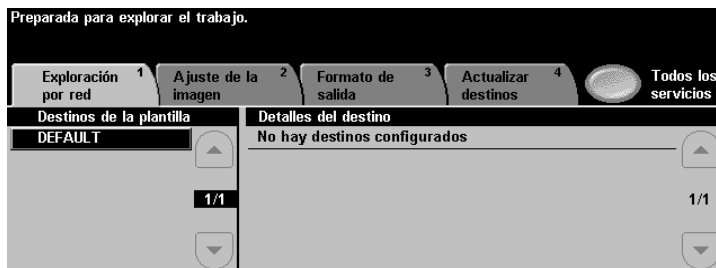 Preparada para explorar el trabajo.
Exploración por red 1
Ajuste de la imagen 2
Formato de salida 3
Actualizar destinos 4
Todos los servicios
Destinos de la plantilla
Detalles del destino
DEFAULT
No hay destinos configurados
1/1
1/1